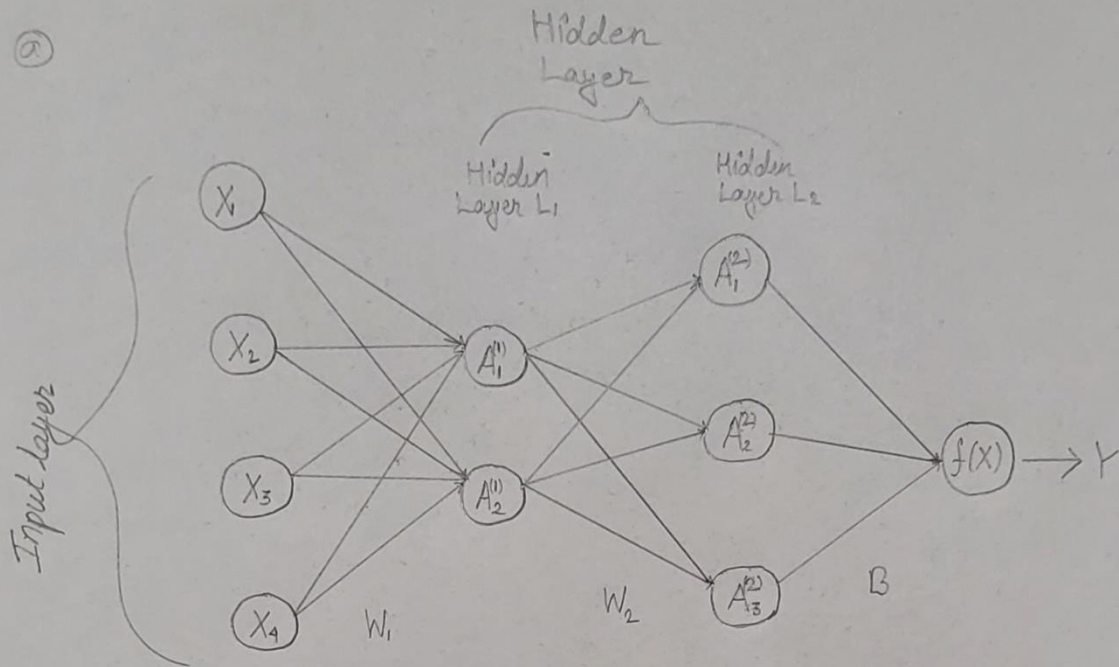 a
Hidden
Layer
Hidden
Layer L₁
Hidden
Layer L₂
Input layer
X₁
X₂
X₃
X₄
A₁⁽¹⁾
A₂⁽¹⁾
A₁⁽²⁾
A₂⁽²⁾
A₃⁽²⁾
f(X)
Y
W₁
W₂
B